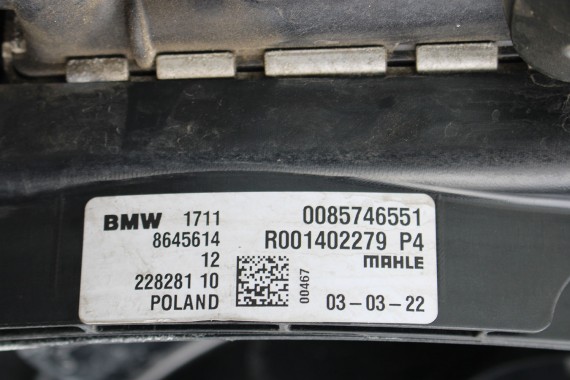 BMW 1711 0085746551
8645614 R001402279 P4
12 MAHLE
228281 10 00467
POLAND 03-03-22